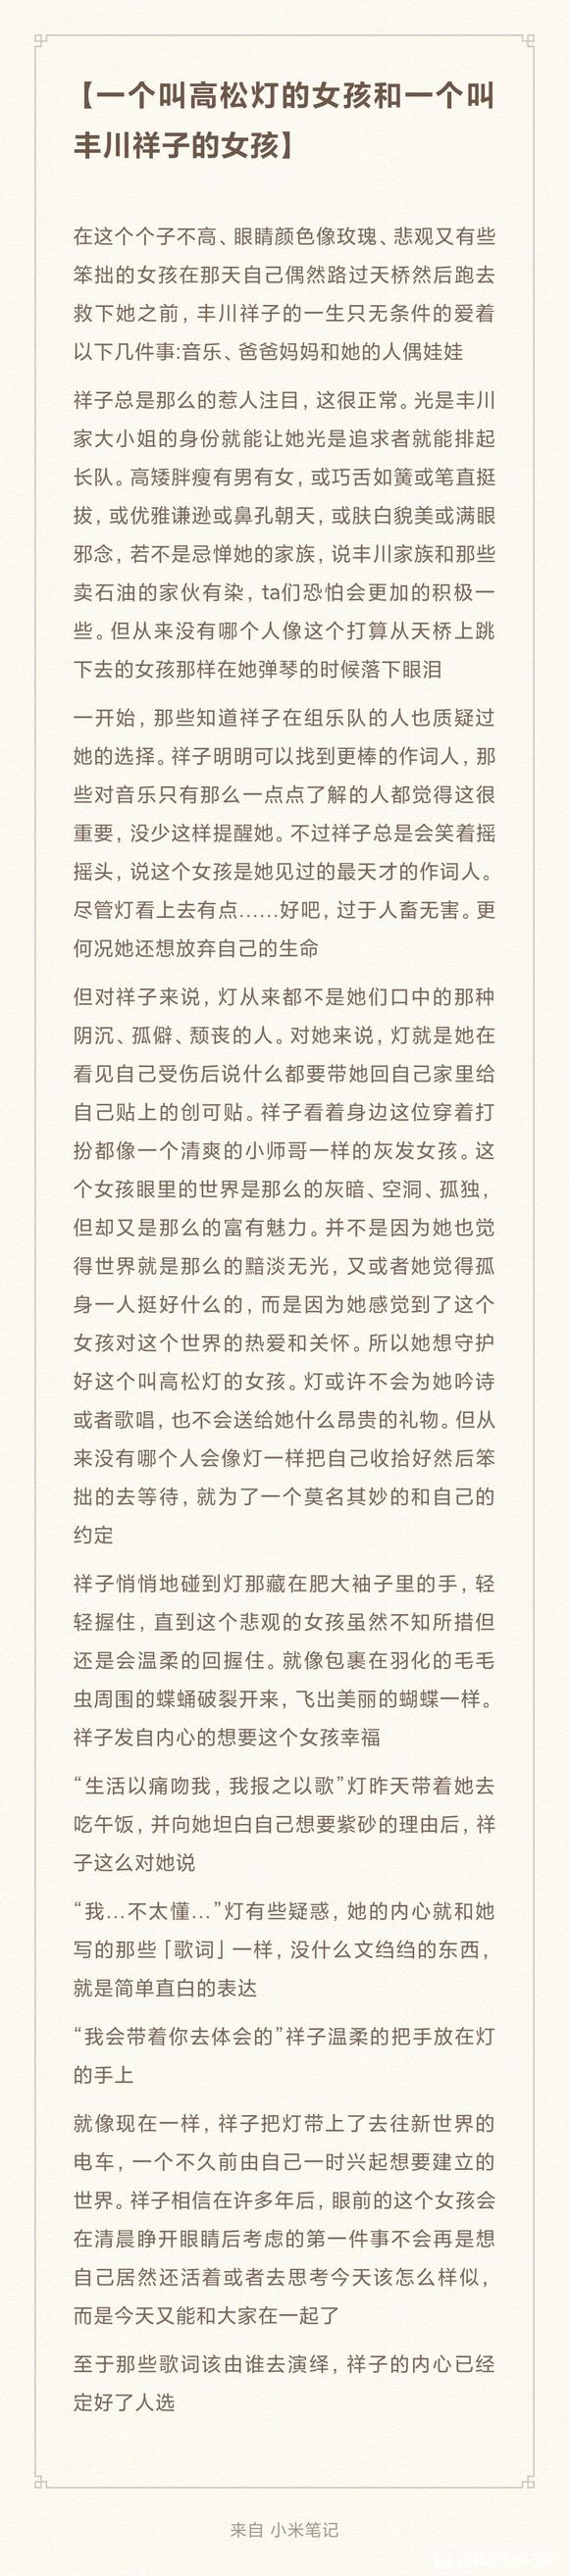 【一个叫高松灯的女孩和一个叫
丰川祥子的女孩】
在这个个子不高、眼睛颜色像玫瑰、悲观又有些
笨拙的女孩在那天自己偶然路过天桥然后跑去
救下她之前，丰川祥子的一生只无条件的爱着
以下几件事:音乐、爸爸妈妈和她的人偶娃娃
祥子总是那么的惹人注目，这很正常。光是丰川
家大小姐的身份就能让她光是追求者就能排起
长队。高矮胖瘦有男有女，或巧舌如簧或笔直挺
拔，或优雅谦逊或鼻孔朝天，或肤白貌美或满眼
邪念，若不是忌惮她的家族，说丰川家族和那些
卖石油的家伙有染，ta们恐怕会更加的积极一
些。但从来没有哪个人像这个打算从天桥上跳
下去的女孩那样在她弹琴的时候落下眼泪
一开始，那些知道祥子在组乐队的人也质疑过
她的选择。祥子明明可以找到更棒的作词人，那
些对音乐只有那么一点点了解的人都觉得这很
重要，没少这样提醒她。不过祥子总是会笑着摇
摇头，说这个女孩是她见过的最天才的作词人。
尽管灯看上去有点……好吧，过于人畜无害。更
何况她还想放弃自己的生命
但对祥子来说，灯从来都不是她们口中的那种
阴沉、孤僻、颓丧的人。对她来说，灯就是她在
看见自己受伤后说什么都要带她回自己家里给
自己贴上的创可贴。祥子看着身边这位穿着打
扮都像一个清爽的小师哥一样的灰发女孩。这
个女孩眼里的世界是那么的灰暗、空洞、孤独，
但却又是那么的富有魅力。并不是因为她也觉
得世界就是那么的黯淡无光，又或者她觉得孤
身一人挺好什么的，而是因为她感觉到了这个
女孩对这个世界的热爱和关怀。所以她想守护
好这个叫高松灯的女孩。灯或许不会为她吟诗
或者歌唱，也不会送给她什么昂贵的礼物。但从
来没有哪个人会像灯一样把自己收拾好然后笨
拙的去等待，就为了一个莫名其妙的和自己的
约定
祥子悄悄地碰到灯那藏在肥大袖子里的手，轻
轻握住，直到这个悲观的女孩虽然不知所措但
还是会温柔的回握住。就像包裹在羽化的毛毛
虫周围的蝶蛹破裂开来，飞出美丽的蝴蝶一样。
祥子发自内心的想要这个女孩幸福
“生活以痛吻我，我报之以歌”灯昨天带着她去
吃午饭，并向她坦白自己想要紫砂的理由后，祥
子这么对她说
“我…不太懂…”灯有些疑惑，她的内心就和她
写的那些「歌词」一样，没什么文绉绉的东西，
就是简单直白的表达
“我会带着你去体会的”祥子温柔的把手放在灯
的手上
就像现在一样，祥子把灯带上了去往新世界的
电车，一个不久前由自己一时兴起想要建立的
世界。祥子相信在许多年后，眼前的这个女孩会
在清晨睁开眼睛后考虑的第一件事不会再是想
自己居然还活着或者去思考今天该怎么样似，
而是今天又能和大家在一起了
至于那些歌词该由谁去演绎，祥子的内心已经
定好了人选
来自 小米笔记